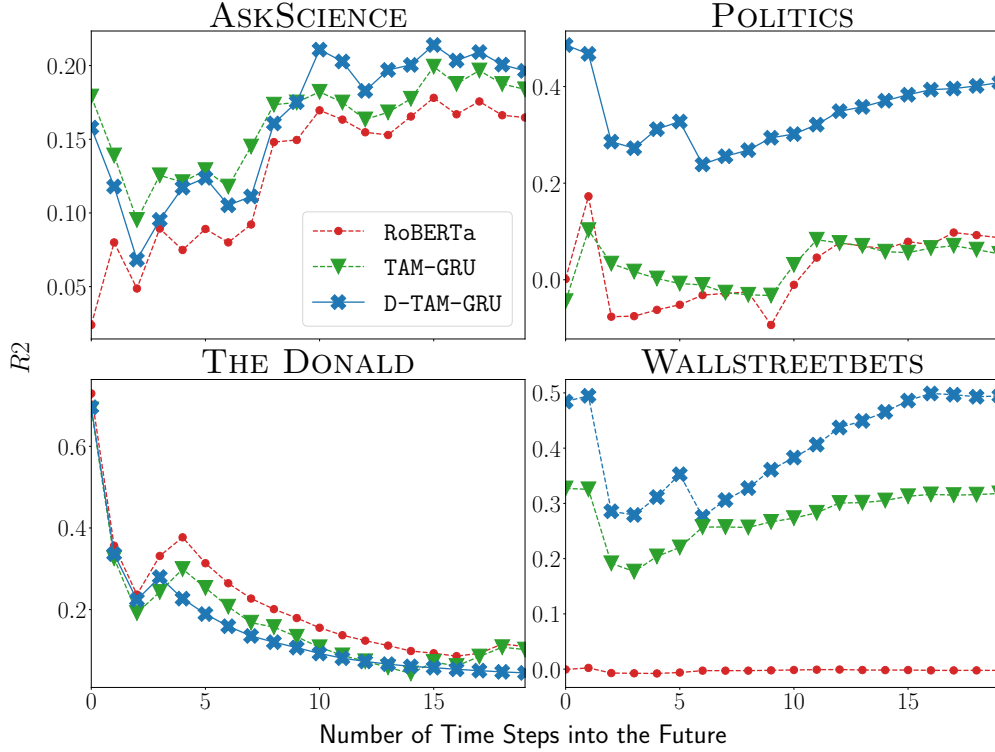 ASKSCIENCE
POLITICS
0.20
0.15
0.10
0.05
RoBERTa
TAM-GRU
D-TAM-GRU
0.4
0.2
0.0
R2
THE DONALD
WALLSTREETBETS
0.6
0.4
0.2
0.5
0.4
0.3
0.2
0.1
0.0
0 5 10 15
0 5 10 15
Number of Time Steps into the Future